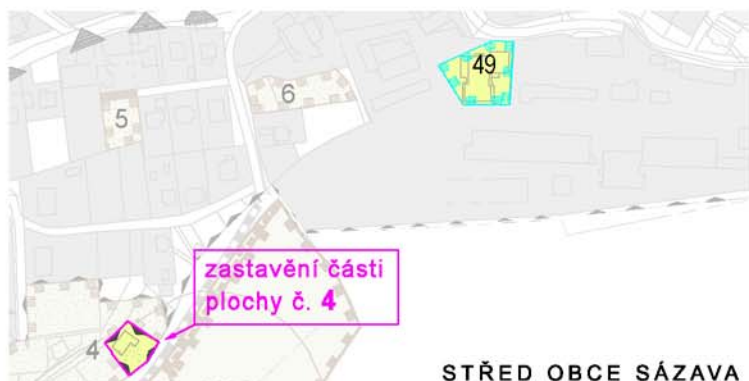 49
6
5
zastavění části
plochy č. 4
4
STŘED OBCE SÁZAVA